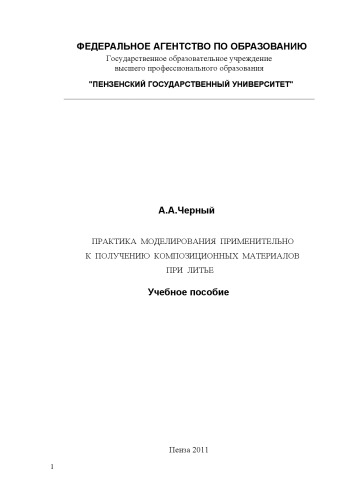 ФЕДЕРАЛЬНОЕ АГЕНТСТВО ПО ОБРАЗОВАНИЮ
Государственное образовательное учреждение
высшего профессионального образования
"ПЕНЗЕНСКИЙ ГОСУДАРСТВЕННЫЙ УНИВЕРСИТЕТ"
А.А.Черный
ПРАКТИКА МОДЕЛИРОВАНИЯ ПРИМЕНИТЕЛЬНО
К ПОЛУЧЕНИЮ КОМПОЗИЦИОННЫХ МАТЕРИАЛОВ
ПРИ ЛИТЬЕ
Учебное пособие
Пенза 2011
1